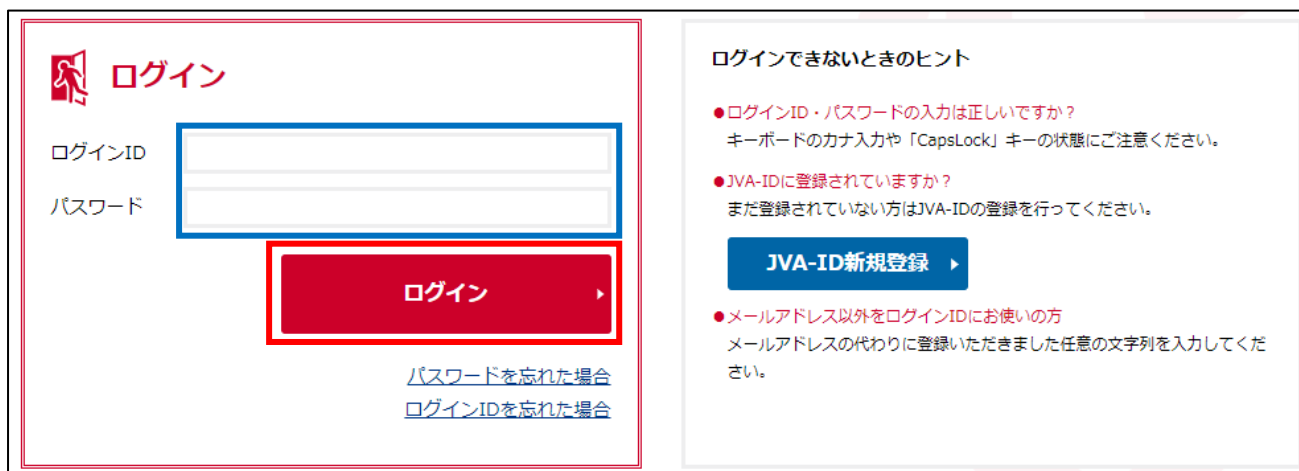 ログイン
ログインID
パスワード
ログイン
パスワードを忘れた場合
ログインIDを忘れた場合
ログインできないときのヒント
●ログインID・パスワードの入力は正しいですか?
キーボードのカナ入力や「CapsLock」キーの状態にご注意ください。
●JVA-IDに登録されていますか?
まだ登録されていない方はJVA-IDの登録を行ってください。
JVA-ID新規登録
●メールアドレス以外をログインIDにお使いの方
メールアドレスの代わりに登録いただきました任意の文字列を入力してくだ
さい。